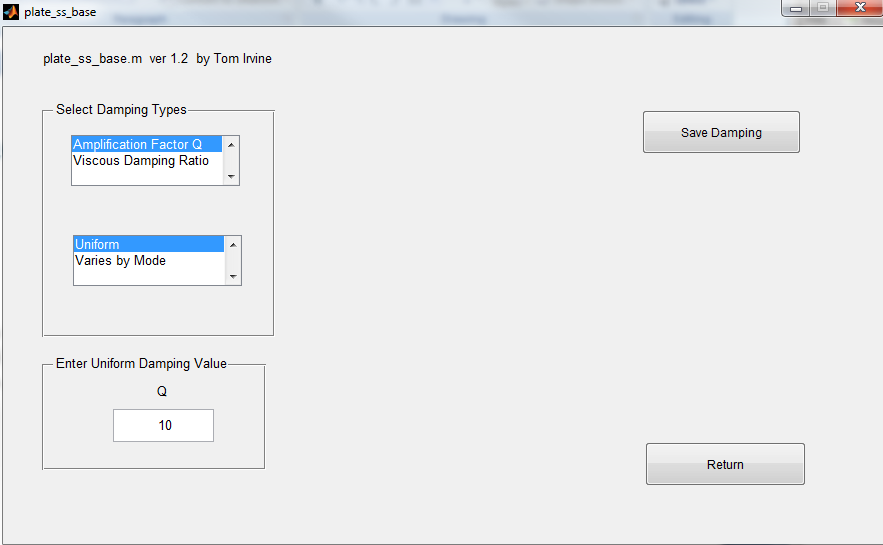 plate_ss_base
plate_ss_base.m ver 1.2 by Tom Irvine
Select Damping Types
Amplification Factor Q
Viscous Damping Ratio
Uniform
Varies by Mode
Enter Uniform Damping Value
Q
10
Save Damping
Return